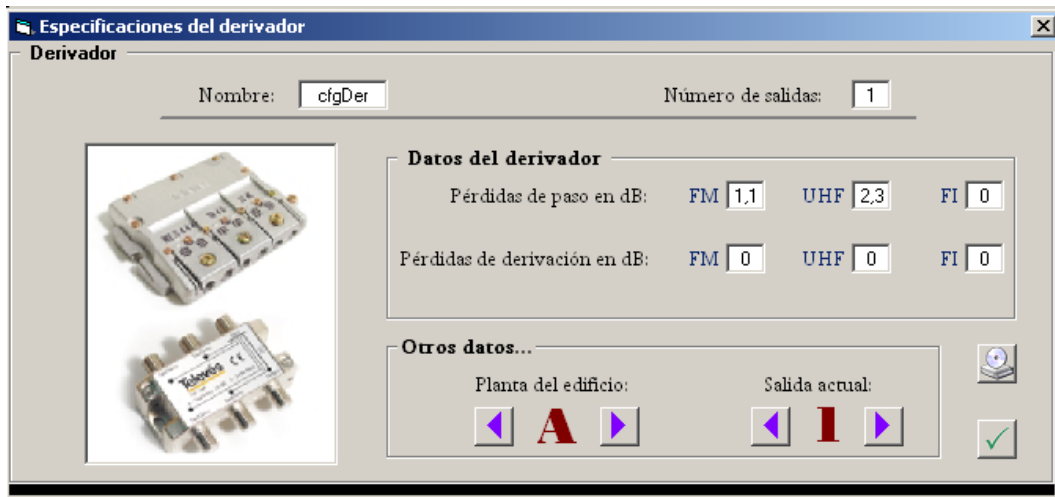 Especificaciones del derivador
Derivador
Nombre: cfgDer Número de salidas: 1
Datos del derivador
Pérdidas de paso en dB: FM 1,1 UHF 2,3 FI 0
Pérdidas de derivación en dB: FM 0 UHF 0 FI 0
Otros datos...
Planta del edificio: Salida actual:
A 1
Televes CE